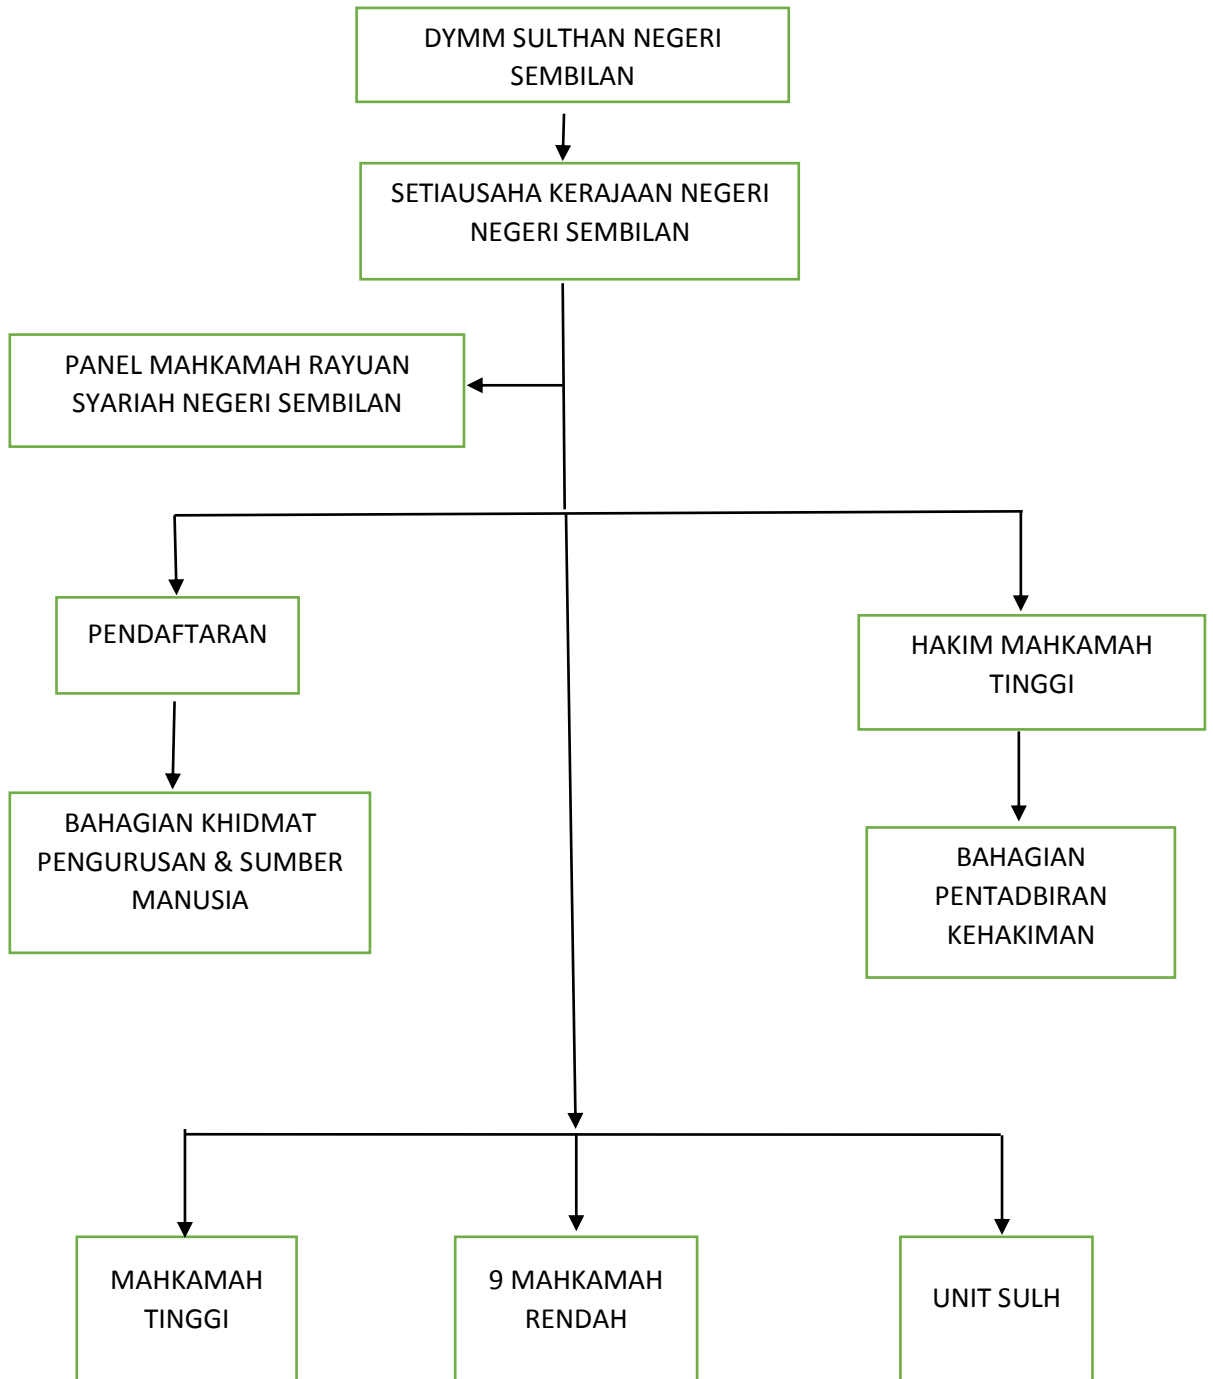 DYMM SULTHAN NEGERI
SEMBILAN
SETIAUSAHA KERAJAAN NEGERI
NEGERI SEMBILAN
PANEL MAHKAMAH RAYUAN
SYARIAH NEGERI SEMBILAN
PENDAFTARAN
HAKIM MAHKAMAH
TINGGI
BAHAGIAN KHIDMAT
PENGURUSAN & SUMBER
MANUSIA
BAHAGIAN
PENTADBIRAN
KEHAKIMAN
MAHKAMAH
TINGGI
9 MAHKAMAH
RENDAH
UNIT SULH